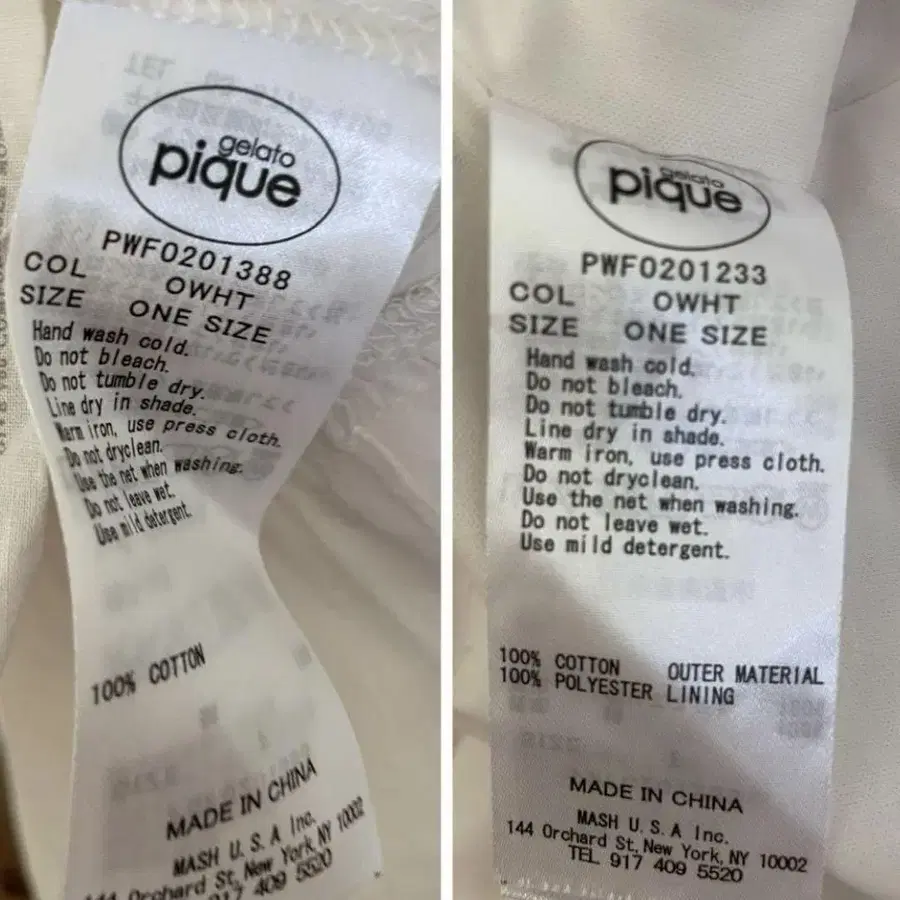 gelato
pique
PWF0201388
COL OWHT
SIZE ONE SIZE
Hand wash cold.
Do not bleach.
Do not tumble dry.
Line dry in shade.
Warm iron, use press cloth.
Do not dryclean.
Use the net when washing.
Do not leave wet.
Use mild detergent.
100% COTTON
MADE IN CHINA
MASH U.S.A Inc.
144 Orchard St, New York, NY 10002
917 409 5520
gelato
pique
PWF0201233
COL OWHT
SIZE ONE SIZE
Hand wash cold.
Do not bleach.
Do not tumble dry.
Line dry in shade.
Warm iron, use press cloth.
Do not dryclean.
Use the net when washing.
Do not leave wet.
Use mild detergent.
100% COTTON OUTER MATERIAL
100% POLYESTER LINING
MADE IN CHINA
MASH U.S.A Inc.
144 Orchard St, New York, NY 10002
TEL 917 409 5520